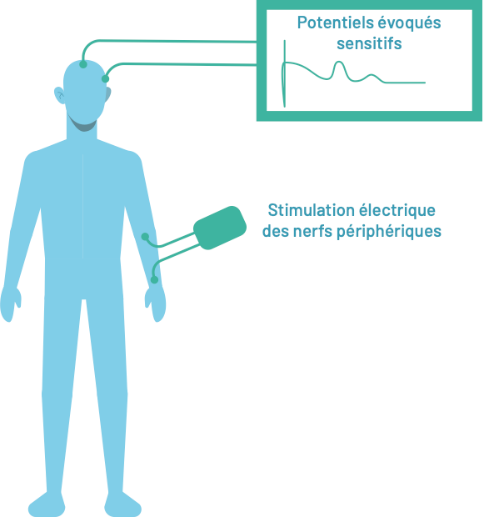 Potentiels évoqués
sensitifs
Stimulation électrique
des nerfs périphériques